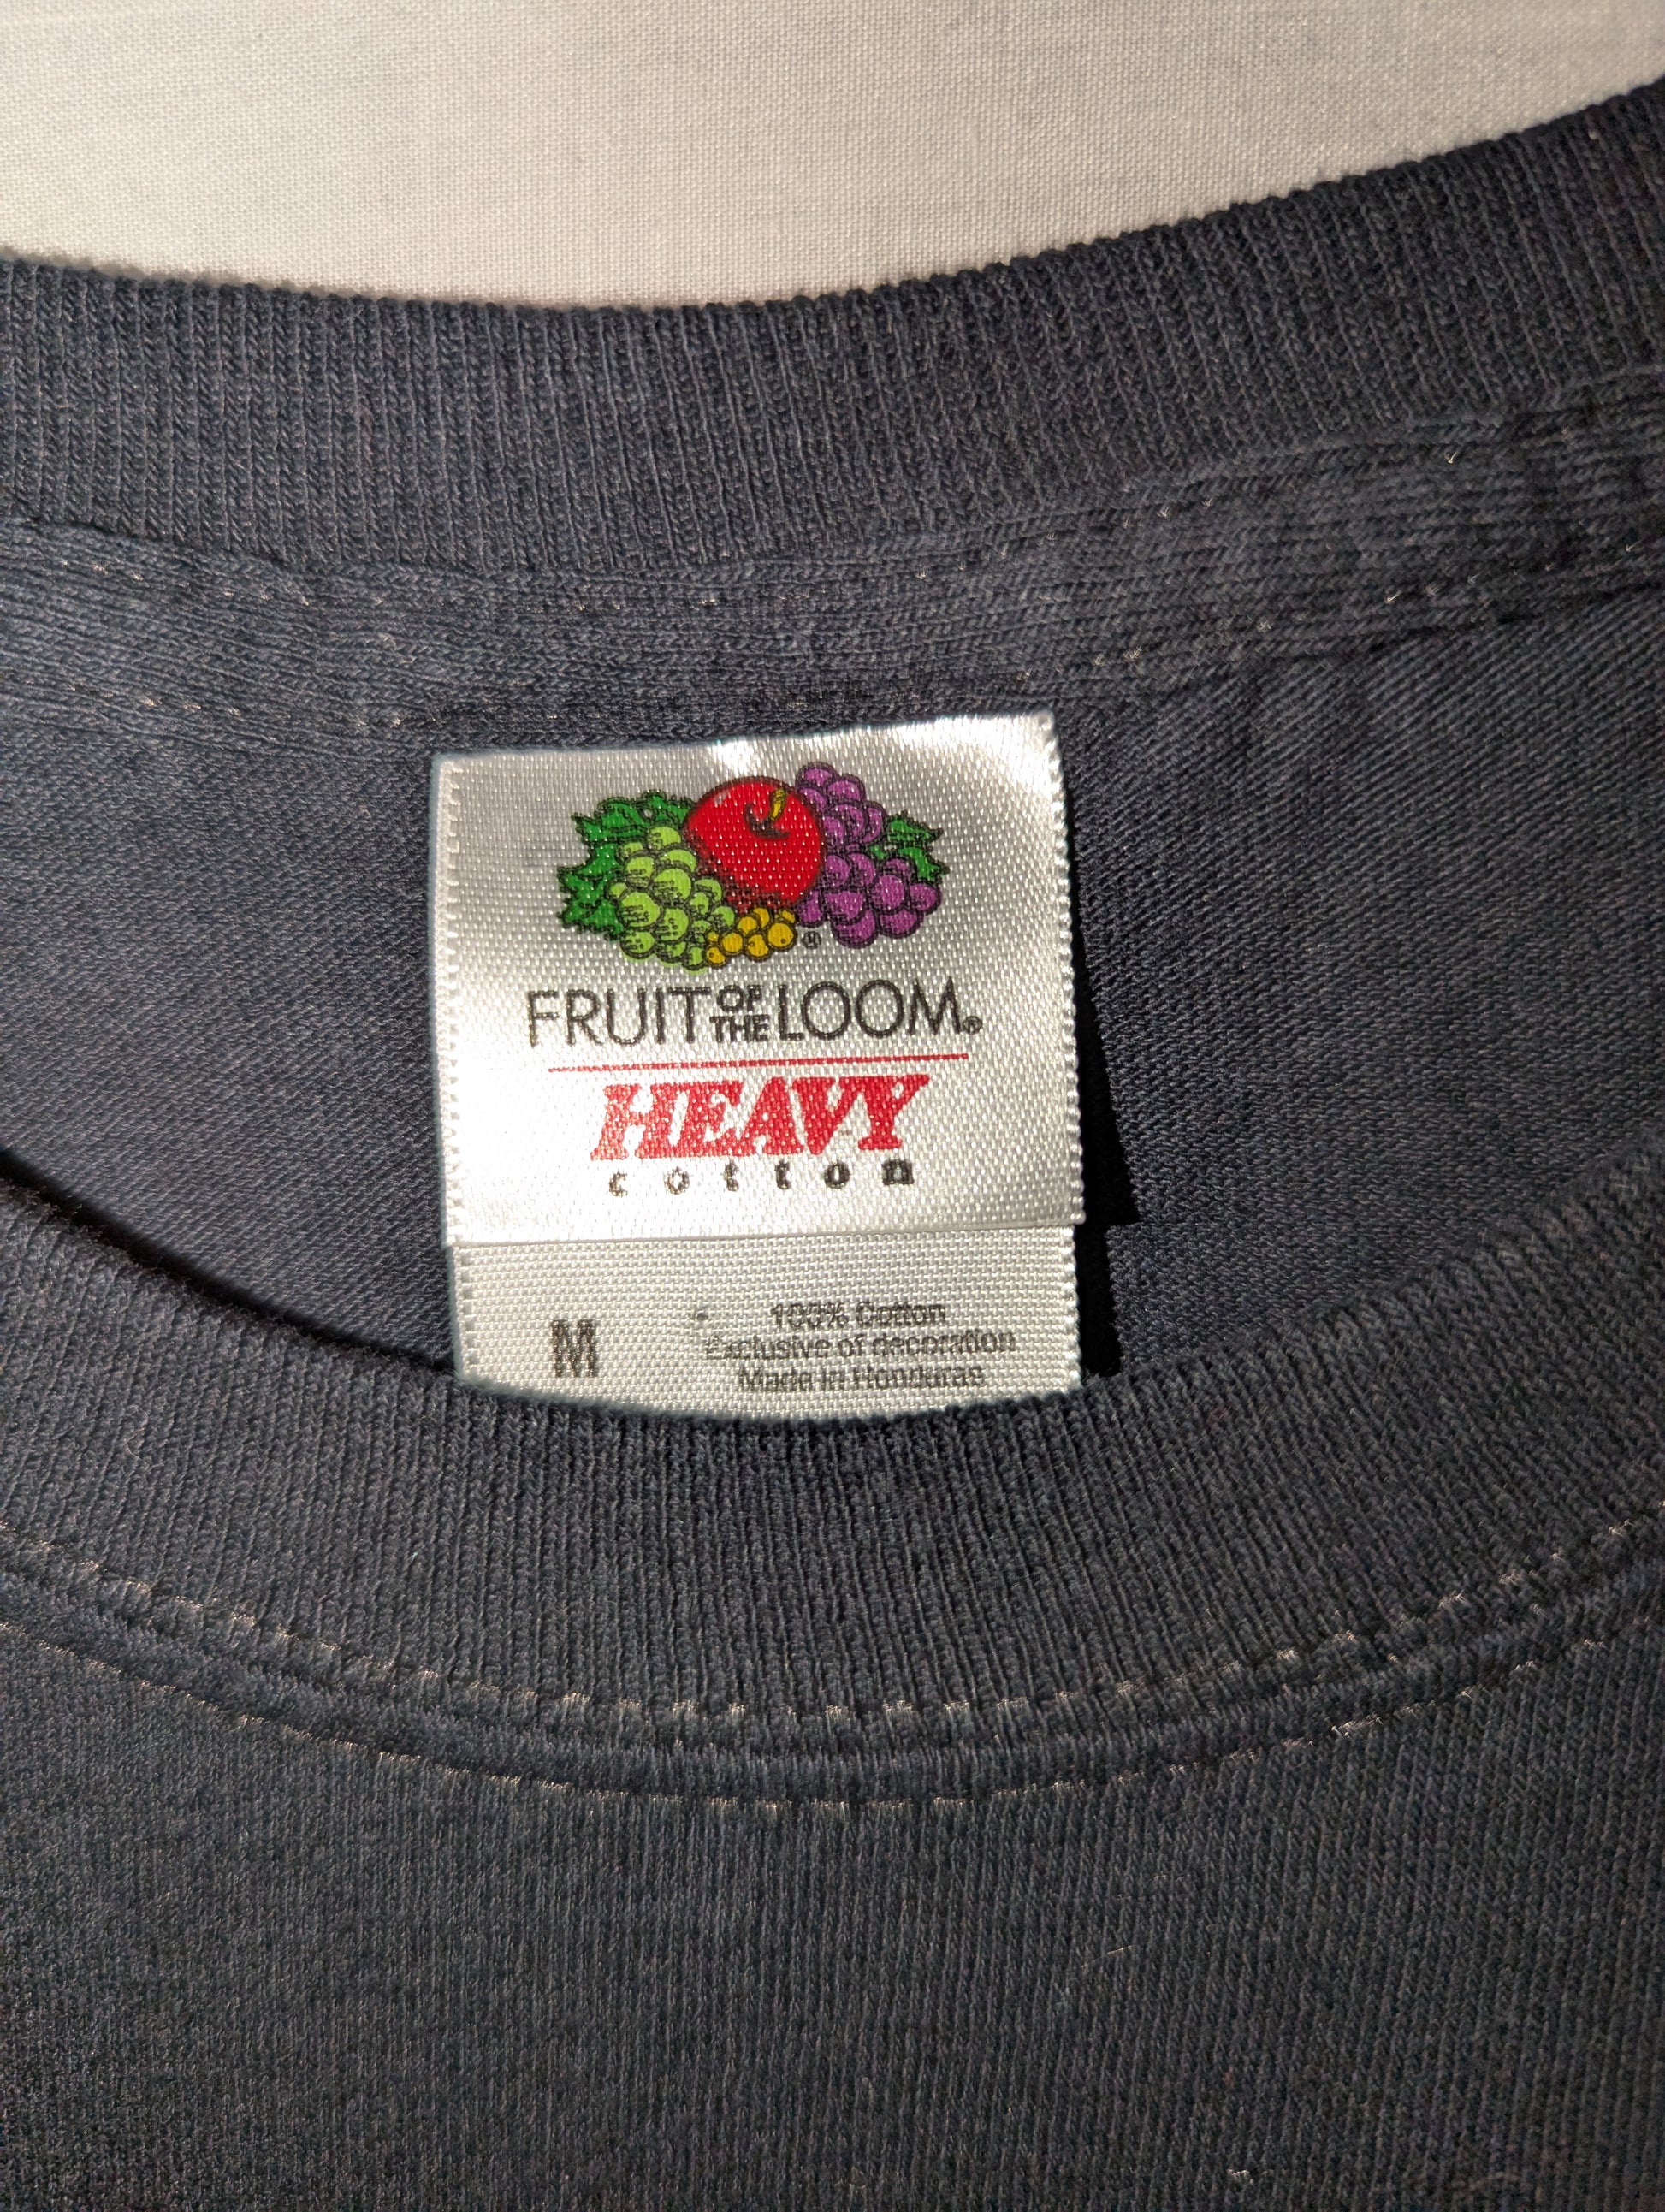 ®
FRUIT OF THE LOOM®
HEAVY
cotton
M
100% Cotton
Exclusive of decoration
Made in Honduras